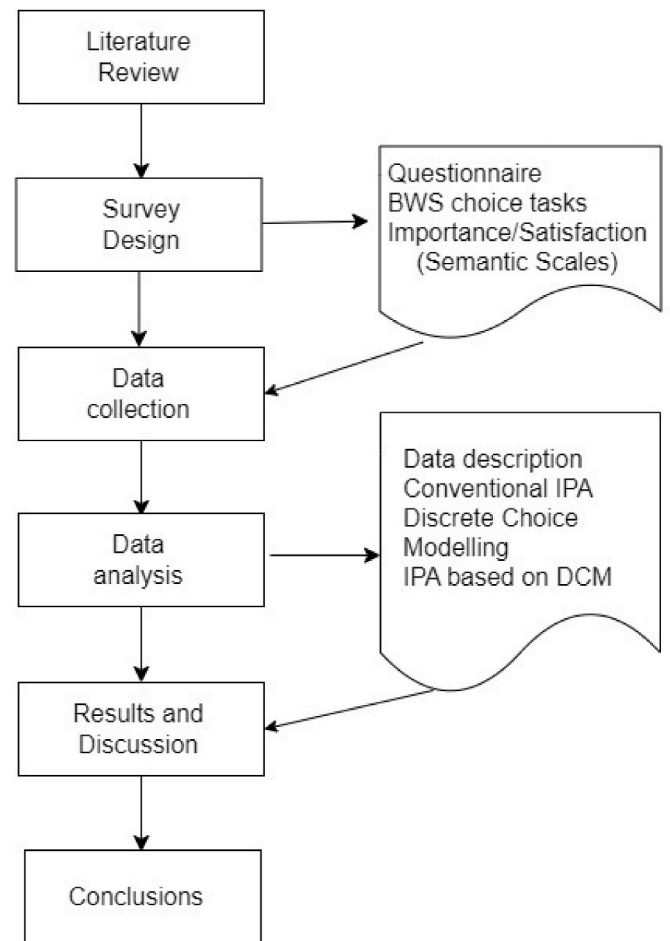 Literature
Review
Survey
Design
Questionnaire
BWS choice tasks
Importance/Satisfaction
(Semantic Scales)
Data
collection
Data
analysis
Data description
Conventional IPA
Discrete Choice
Modelling
IPA based on DCM
Results and
Discussion
Conclusions